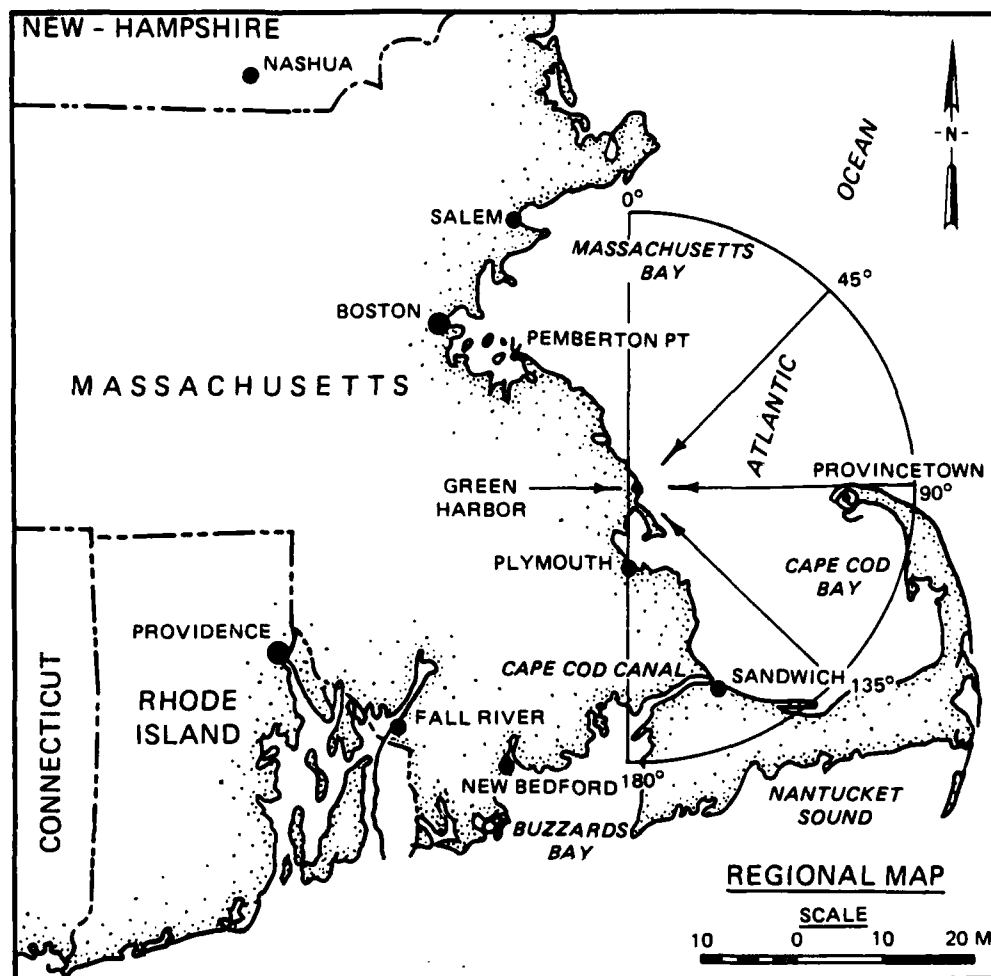 NEW - HAMPSHIRE
NASHUA
-N-
OCEAN
0°
SALEM
MASSACHUSETTS
BAY
45°
BOSTON
PEMBERTON PT
MASSACHUSETTS
ATLANTIC
PROVINCETOWN
GREEN
HARBOR
90°
PLYMOUTH
CAPE COD
BAY
PROVIDENCE
CAPE COD CANAL
SANDWICH
135°
RHODE
ISLAND
FALL RIVER
CONNECTICUT
NEW BEDFORD
180°
NANTUCKET
SOUND
BUZZARDS
BAY
REGIONAL MAP
SCALE
10 0 10 20 M